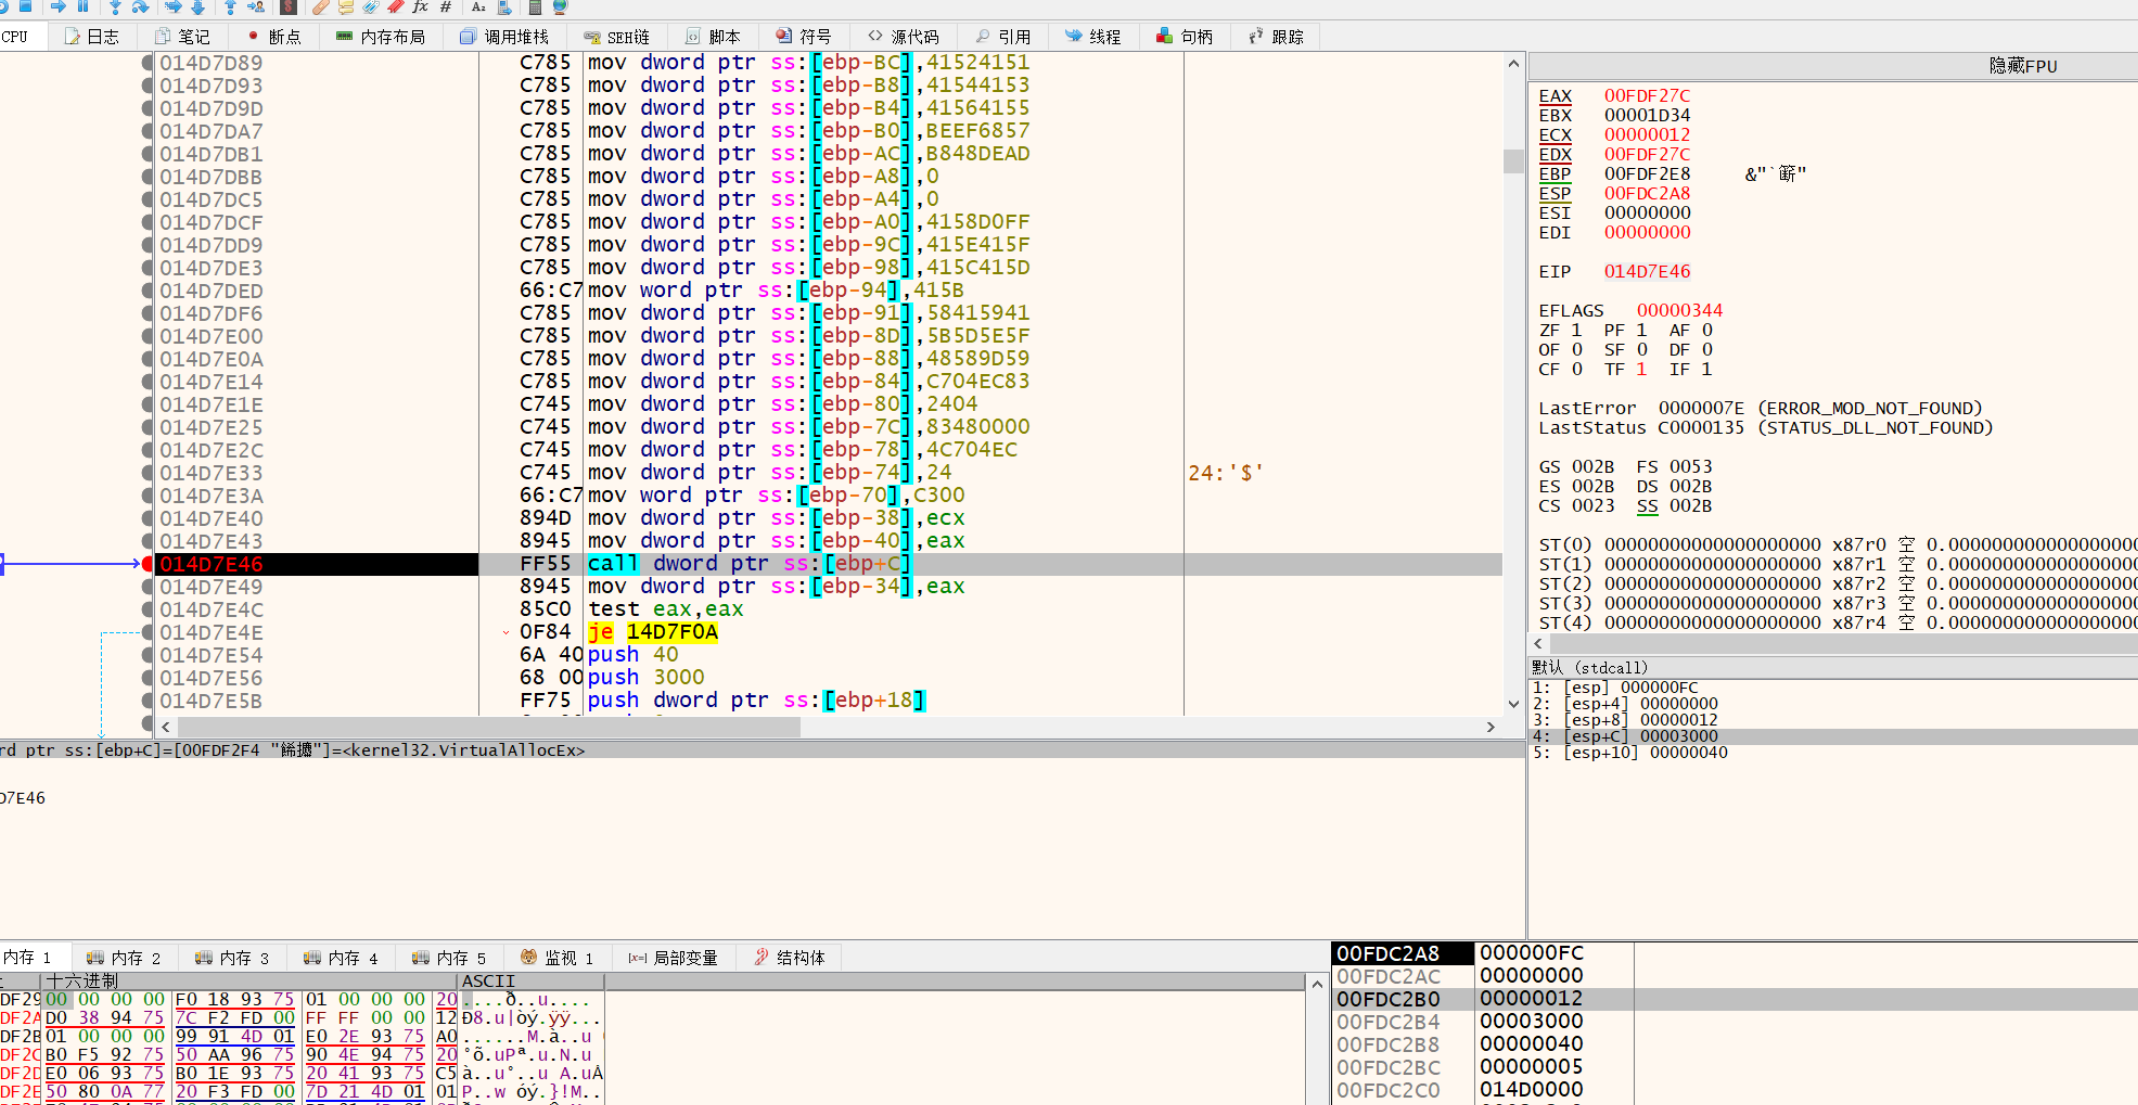 fx # A₂
CPU 日志 笔记 断点 内存布局 调用堆栈 SEH链 脚本 符号 源代码 引用 线程 句柄 跟踪
014D7D89 C785 mov dword ptr ss:[ebp-BC],41524151
014D7D93 C785 mov dword ptr ss:[ebp-B8],41544153
014D7D9D C785 mov dword ptr ss:[ebp-B4],41564155
014D7DA7 C785 mov dword ptr ss:[ebp-B0],BEEF6857
014D7DB1 C785 mov dword ptr ss:[ebp-AC],B848DEAD
014D7DBB C785 mov dword ptr ss:[ebp-A8],0
014D7DC5 C785 mov dword ptr ss:[ebp-A4],0
014D7DCF C785 mov dword ptr ss:[ebp-A0],4158D0FF
014D7DD9 C785 mov dword ptr ss:[ebp-9C],415E415F
014D7DE3 C785 mov dword ptr ss:[ebp-98],415C415D
014D7DED 66:C7 mov word ptr ss:[ebp-94],415B
014D7DF6 C785 mov dword ptr ss:[ebp-91],58415941
014D7E00 C785 mov dword ptr ss:[ebp-8D],5B5D5E5F
014D7E0A C785 mov dword ptr ss:[ebp-88],48589D59
014D7E14 C785 mov dword ptr ss:[ebp-84],C704EC83
014D7E1E C745 mov dword ptr ss:[ebp-80],2404
014D7E25 C745 mov dword ptr ss:[ebp-7C],83480000
014D7E2C C745 mov dword ptr ss:[ebp-78],4C704EC
014D7E33 C745 mov dword ptr ss:[ebp-74],24 24:'$'
014D7E3A 66:C7 mov word ptr ss:[ebp-70],C300
014D7E40 894D mov dword ptr ss:[ebp-38],ecx
014D7E43 8945 mov dword ptr ss:[ebp-40],eax
014D7E46 FF55 call dword ptr ss:[ebp+C]
014D7E49 8945 mov dword ptr ss:[ebp-34],eax
014D7E4C 85C0 test eax,eax
014D7E4E 0F84 je 14D7F0A
014D7E54 6A 40 push 40
014D7E56 68 00 push 3000
014D7E5B FF75 push dword ptr ss:[ebp+18]
rd ptr ss:[ebp+C]=[00FDF2F4 "]=<kernel32.VirtualAllocEx>
D7E46
隐藏FPU
EAX 00FDF27C
EBX 00001D34
ECX 00000012
EDX 00FDF27C
EBP 00FDF2E8 &"`簖"
ESP 00FDC2A8
ESI 00000000
EDI 00000000
EIP 014D7E46
EFLAGS 00000344
ZF 1 PF 1 AF 0
OF 0 SF 0 DF 0
CF 0 TF 1 IF 1
LastError 0000007E (ERROR_MOD_NOT_FOUND)
LastStatus C0000135 (STATUS_DLL_NOT_FOUND)
GS 002B FS 0053
ES 002B DS 002B
CS 0023 SS 002B
ST(0) 00000000000000000000 x87r0 空 0.000000000000000000
ST(1) 00000000000000000000 x87r1 空 0.000000000000000000
ST(2) 00000000000000000000 x87r2 空 0.000000000000000000
ST(3) 00000000000000000000 x87r3 空 0.000000000000000000
ST(4) 00000000000000000000 x87r4 空 0.000000000000000000
默认 (stdcall)
1: [esp] 000000FC
2: [esp+4] 00000000
3: [esp+8] 00000012
4: [esp+C] 00003000
5: [esp+10] 00000040
内存 1 内存 2 内存 3 内存 4 内存 5 监视 1 [x=] 局部变量 结构体
十六进制 ASCII
DF29 00 00 00 00 F0 18 93 75 01 00 00 00 20 ....ð..u....
DF2A D0 38 94 75 7C F2 FD 00 FF FF 00 00 12 Ð8.u|òý.ÿÿ...
DF2B 01 00 00 00 99 91 4D 01 E0 2E 93 75 A0 ......M.à..u
DF2C B0 F5 92 75 50 AA 96 75 90 4E 94 75 20 °õ.uPª.u.N.u
DF2D E0 06 93 75 B0 1E 93 75 20 41 93 75 C5 à..u°..u A.uÅ
DF2E 50 80 0A 77 20 F3 FD 00 7D 21 4D 01 01 P..w óý.}!M..
00FDC2A8 000000FC
00FDC2AC 00000000
00FDC2B0 00000012
00FDC2B4 00003000
00FDC2B8 00000040
00FDC2BC 00000005
00FDC2C0 014D0000